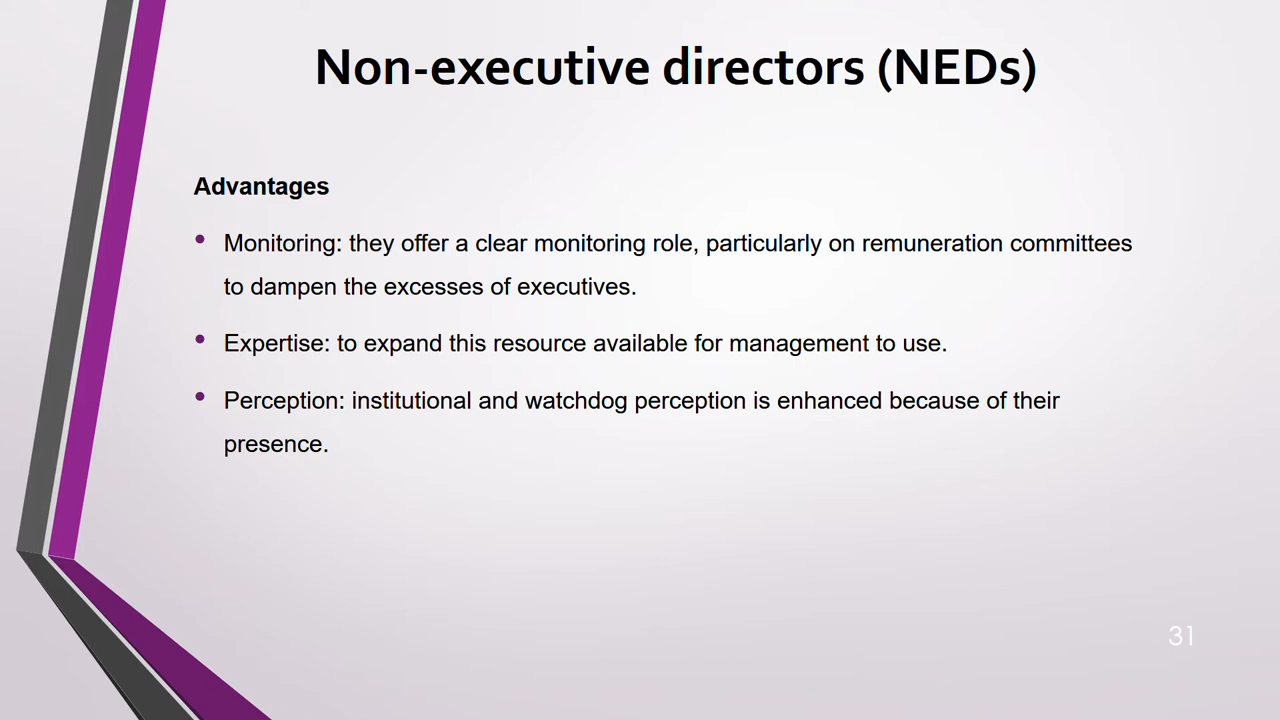 Non-executive directors (NEDs)
Advantages
• Monitoring: they offer a clear monitoring role, particularly on remuneration committees
to dampen the excesses of executives.
• Expertise: to expand this resource available for management to use.
• Perception: institutional and watchdog perception is enhanced because of their
presence.
31